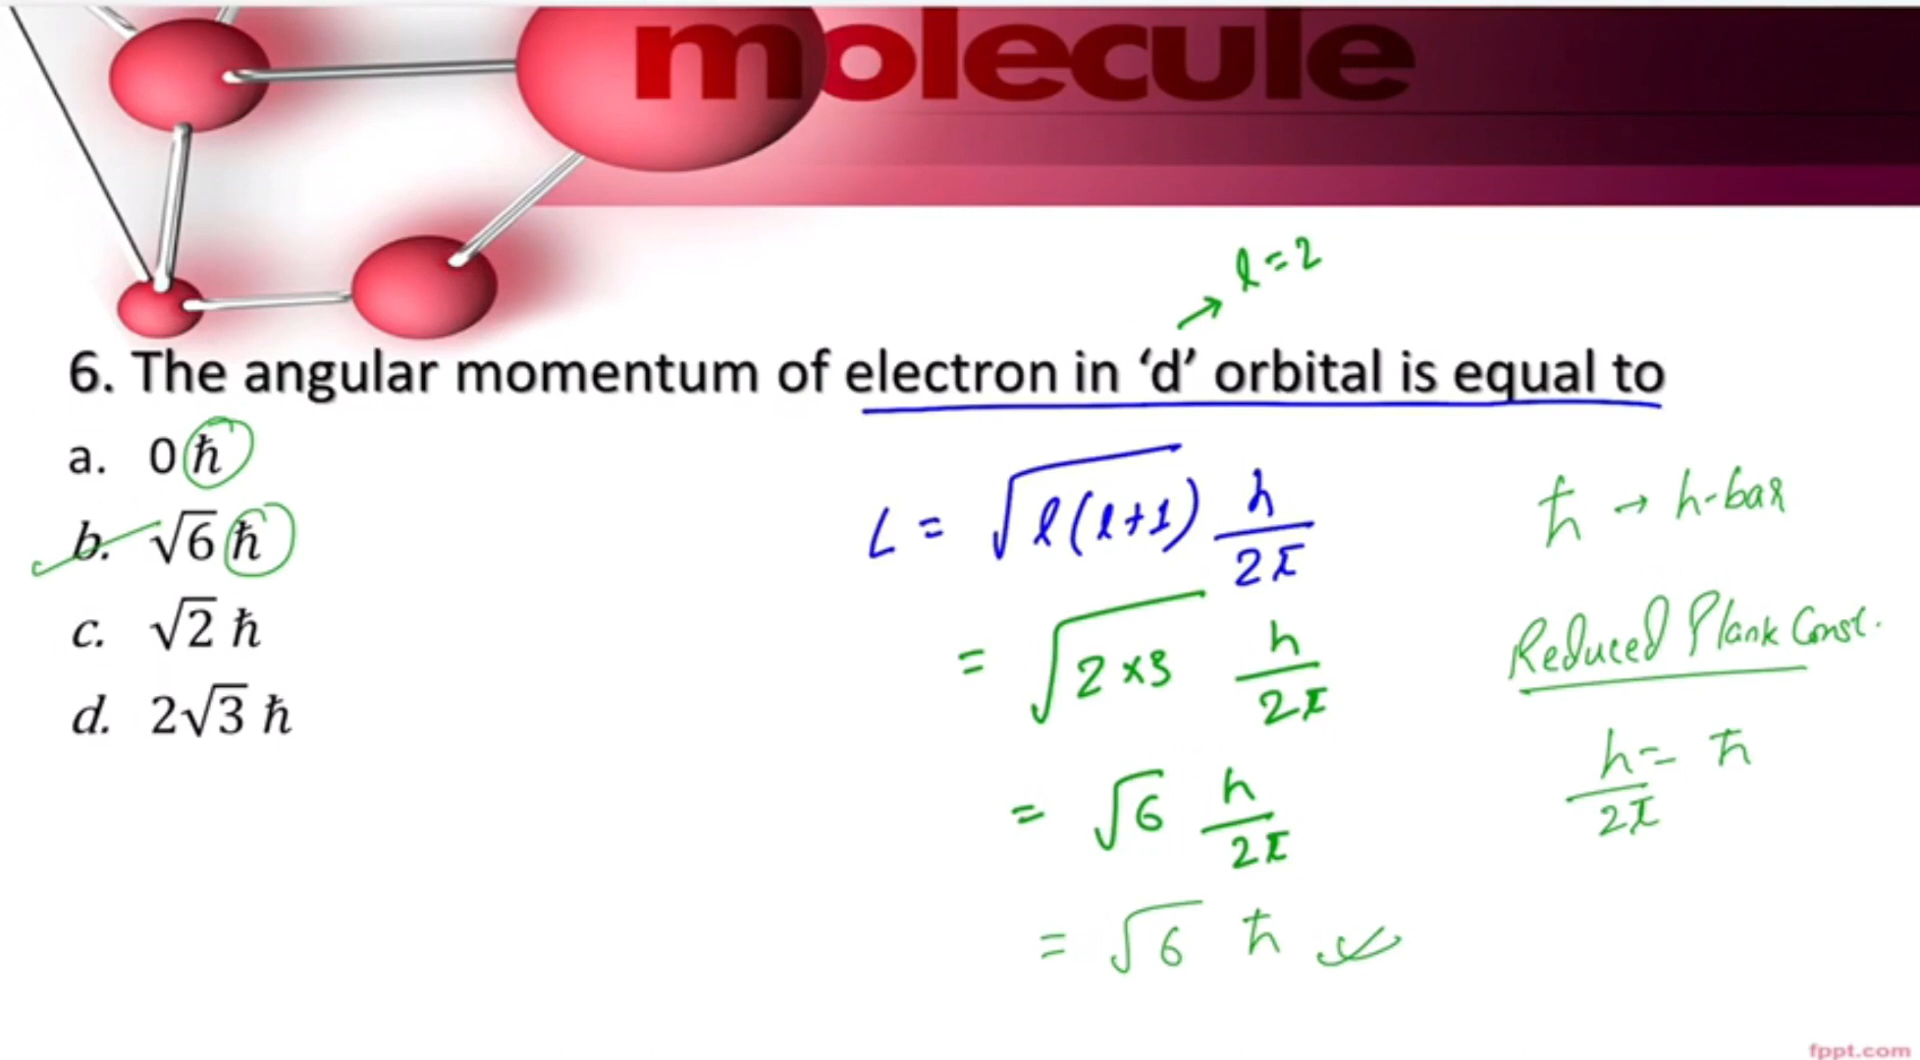 molecule
l = 2
6. The angular momentum of electron in ‘d’ orbital is equal to
a. 0 ħ
b. √6 ħ
c. √2 ħ
d. 2√3 ħ
L = √l(l+1) h/2π
= √2×3 h/2π
= √6 h/2π
= √6 ħ
ħ → h-bar
Reduced Plank Const.
h/2π = ħ
fppt.com